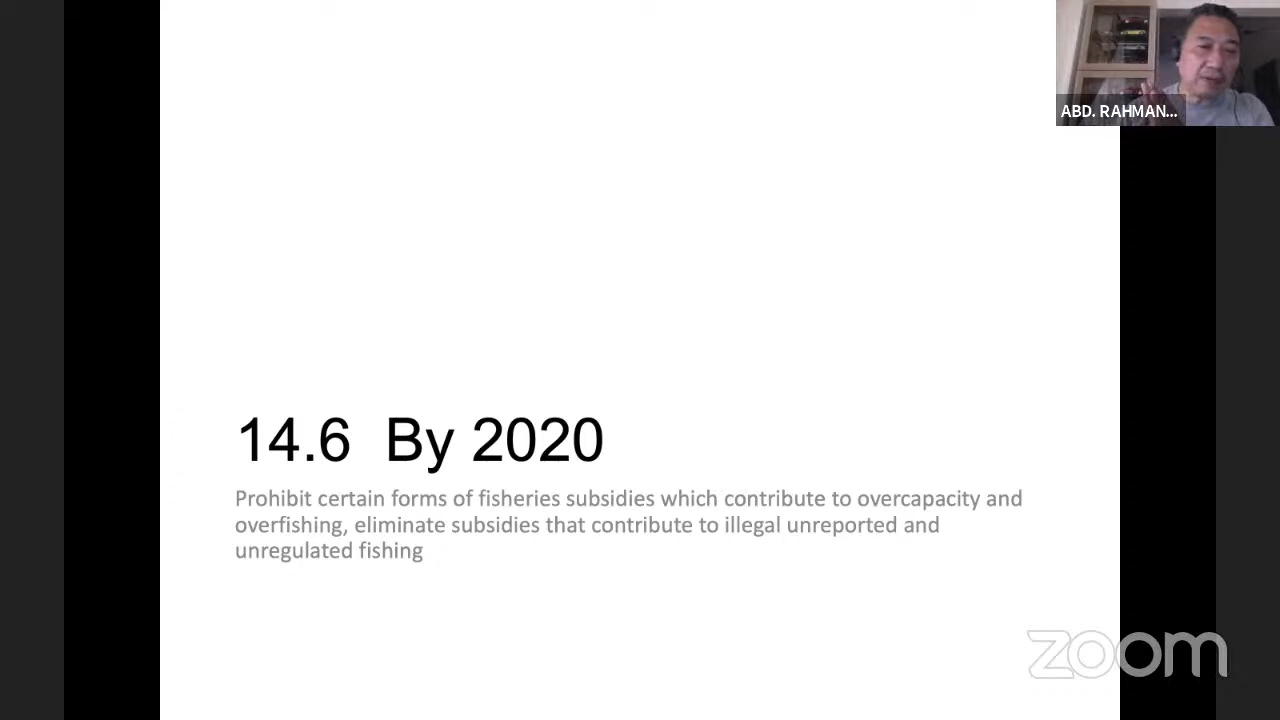 ABD. RAHMAN...
14.6 By 2020
Prohibit certain forms of fisheries subsidies which contribute to overcapacity and
overfishing, eliminate subsidies that contribute to illegal unreported and
unregulated fishing
zoom